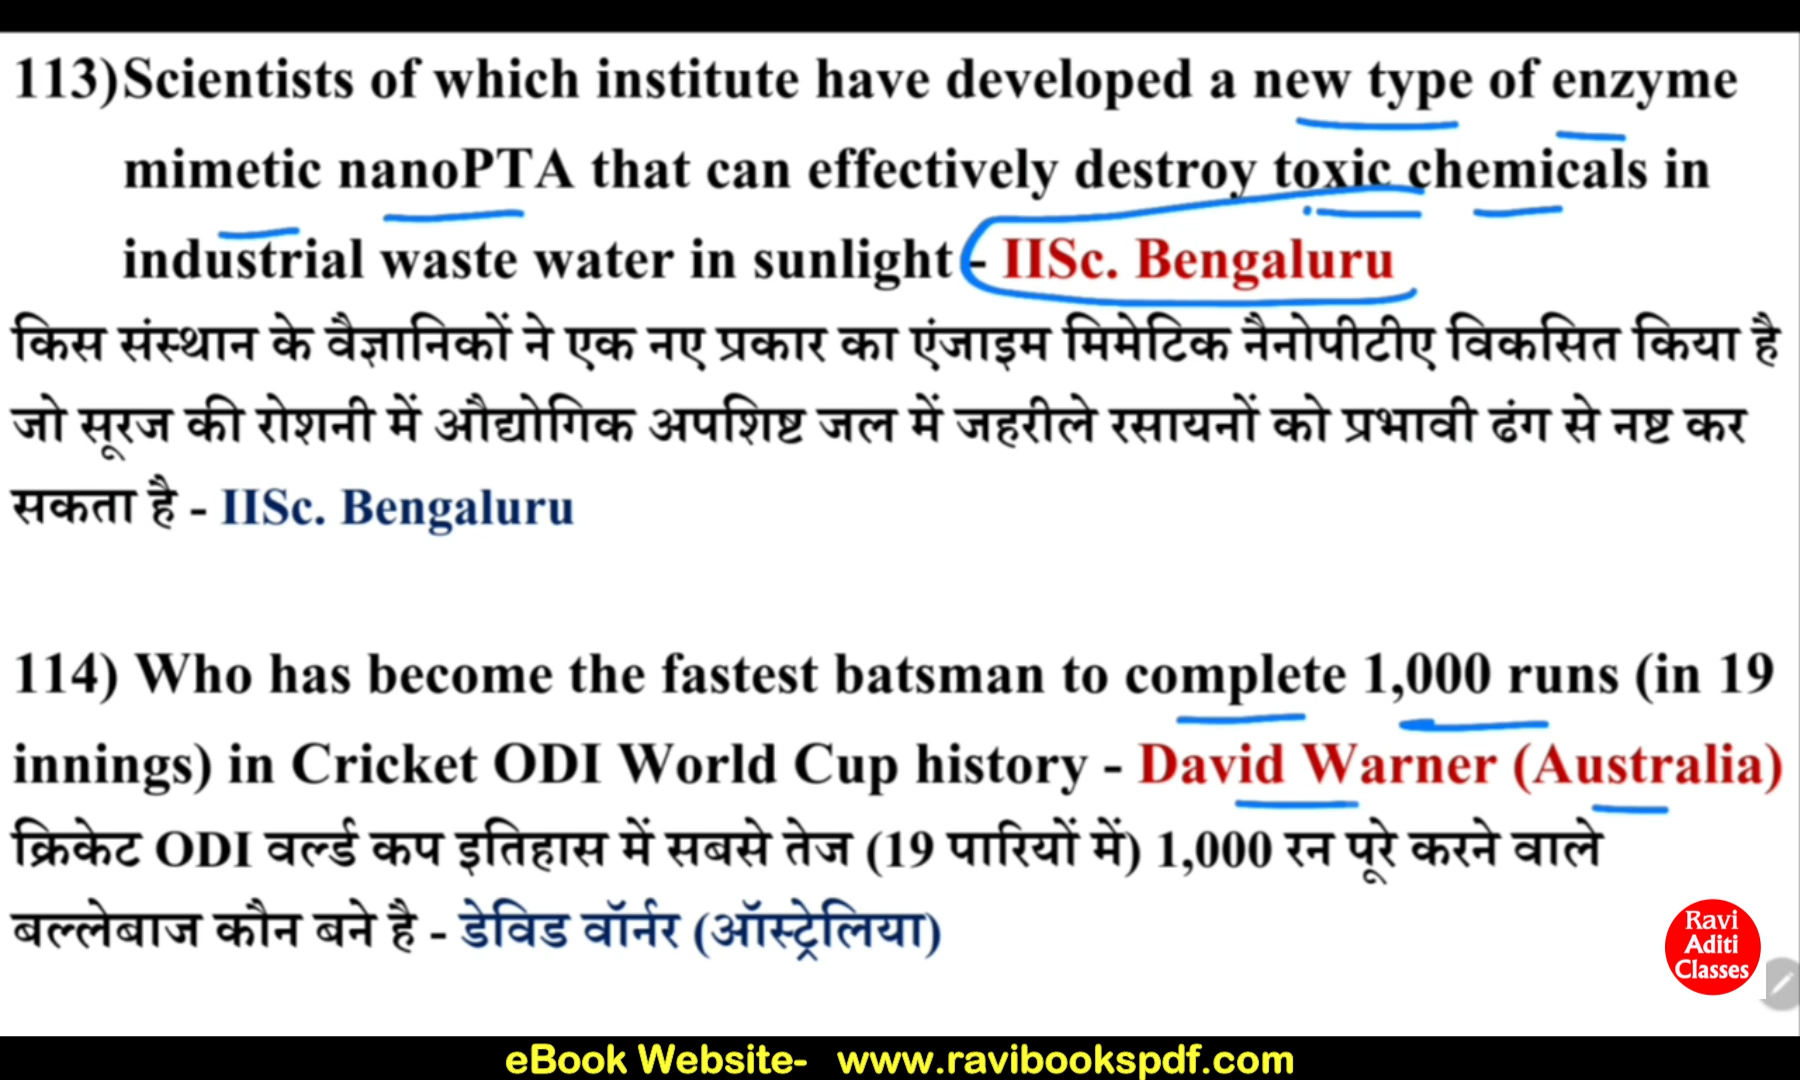 113)Scientists of which institute have developed a new type of enzyme
mimetic nanoPTA that can effectively destroy toxic chemicals in
industrial waste water in sunlight - IISc. Bengaluru
किस संस्थान के वैज्ञानिकों ने एक नए प्रकार का एंजाइम मिमेटिक नैनोपीटीए विकसित किया है
जो सूरज की रोशनी में औद्योगिक अपशिष्ट जल में जहरीले रसायनों को प्रभावी ढंग से नष्ट कर
सकता है - IISc. Bengaluru
114) Who has become the fastest batsman to complete 1,000 runs (in 19
innings) in Cricket ODI World Cup history - David Warner (Australia)
क्रिकेट ODI वर्ल्ड कप इतिहास में सबसे तेज (19 पारियों में) 1,000 रन पूरे करने वाले
बल्लेबाज कौन बने है - डेविड वॉर्नर (ऑस्ट्रेलिया)
Ravi
Aditi
Classes
eBook Website- www.ravibookspdf.com